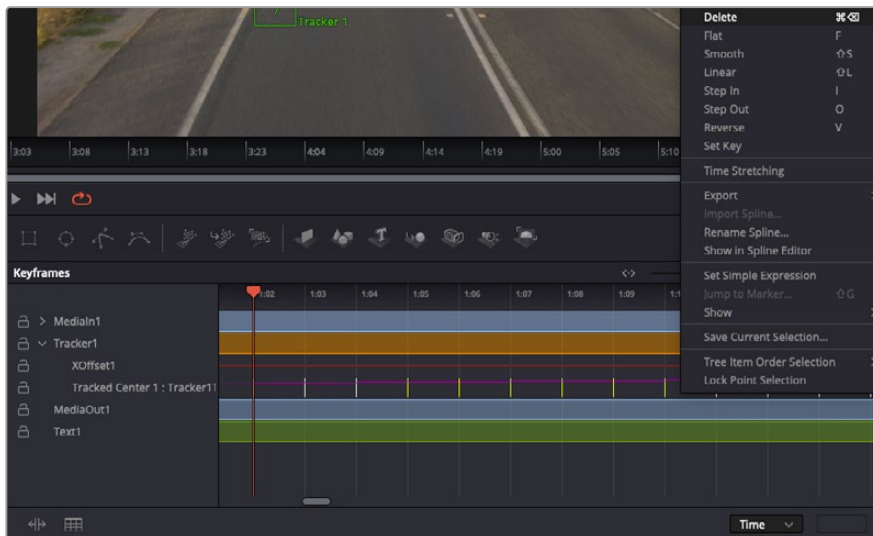 Tracker 1
Delete ⌘⌫
Flat F
Smooth ⇧S
Linear ⇧L
Step In I
Step Out O
Reverse V
Set Key
Time Stretching
Export
Import Spline...
Rename Spline...
Show in Spline Editor
Set Simple Expression
Jump to Marker... ⇧G
Show
Save Current Selection...
Tree Item Order Selection
Lock Point Selection
3:03 3:08 3:13 3:18 3:23 4:04 4:09 4:14 4:19 5:00 5:05 5:10
Keyframes
1:02 1:03 1:04 1:05 1:06 1:07 1:08 1:09
MediaIn1
Tracker1
XOffset1
Tracked Center 1 : Tracker1
MediaOut1
Text1
Time